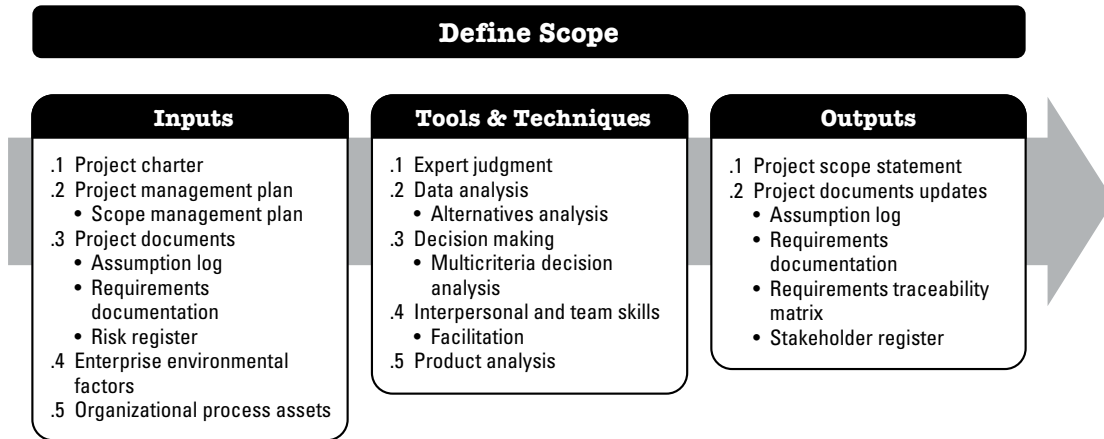 Define Scope
Inputs
.1 Project charter
.2 Project management plan
• Scope management plan
.3 Project documents
• Assumption log
• Requirements
documentation
• Risk register
.4 Enterprise environmental
factors
.5 Organizational process assets
Tools & Techniques
.1 Expert judgment
.2 Data analysis
• Alternatives analysis
.3 Decision making
• Multicriteria decision
analysis
.4 Interpersonal and team skills
• Facilitation
.5 Product analysis
Outputs
.1 Project scope statement
.2 Project documents updates
• Assumption log
• Requirements
documentation
• Requirements traceability
matrix
• Stakeholder register